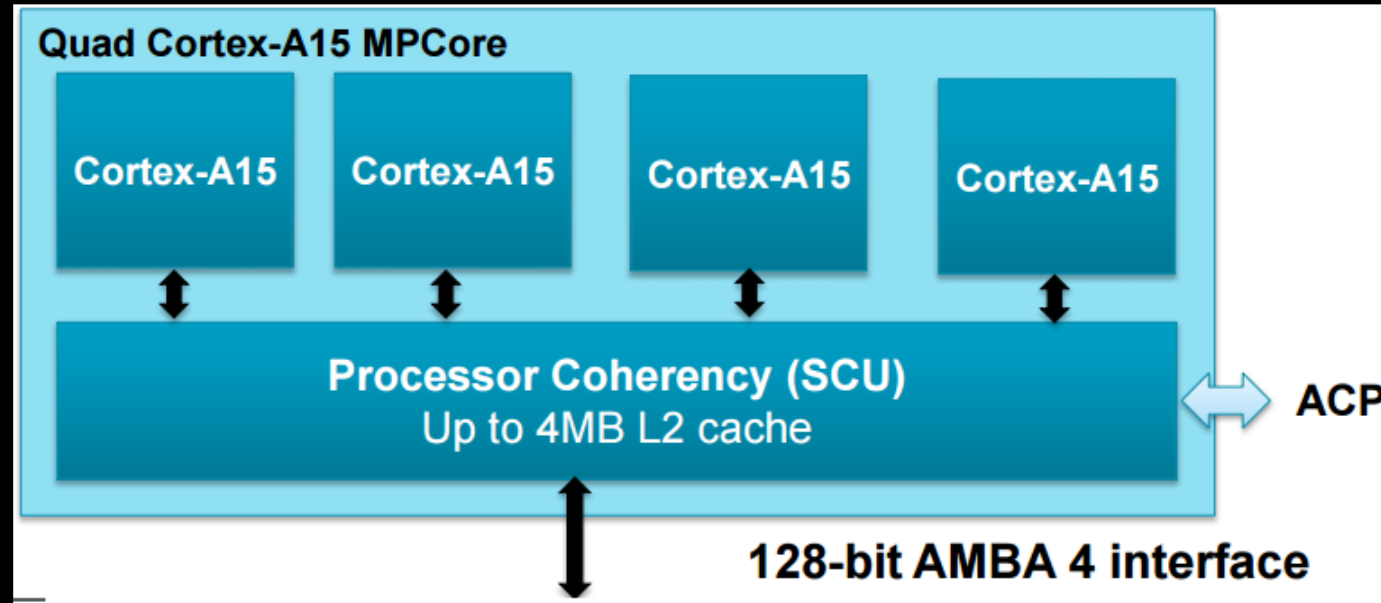 Quad Cortex-A15 MPCore
Cortex-A15
Cortex-A15
Cortex-A15
Cortex-A15
Processor Coherency (SCU)
Up to 4MB L2 cache
ACP
128-bit AMBA 4 interface